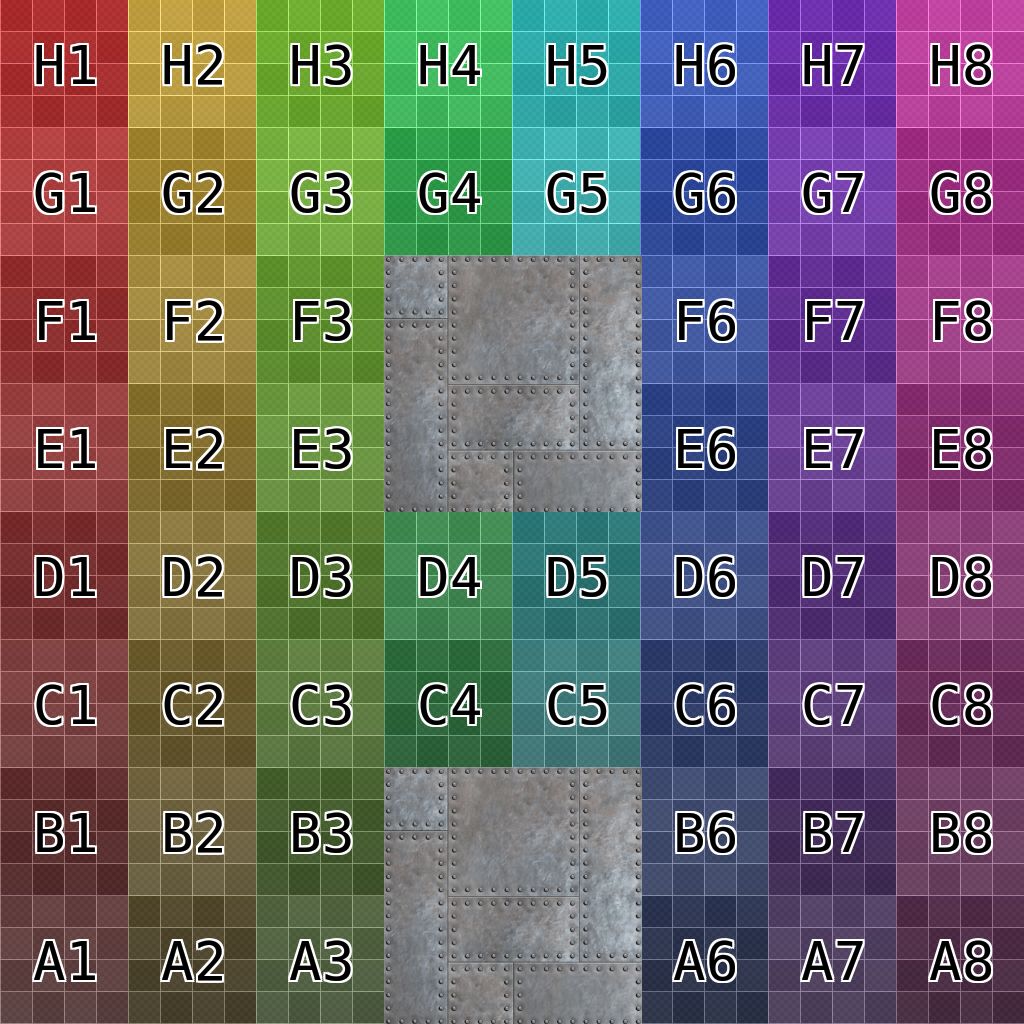 H1 H2 H3 H4 H5 H6 H7 H8
G1 G2 G3 G4 G5 G6 G7 G8
F1 F2 F3 F6 F7 F8
E1 E2 E3 E6 E7 E8
D1 D2 D3 D4 D5 D6 D7 D8
C1 C2 C3 C4 C5 C6 C7 C8
B1 B2 B3 B6 B7 B8
A1 A2 A3 A6 A7 A8